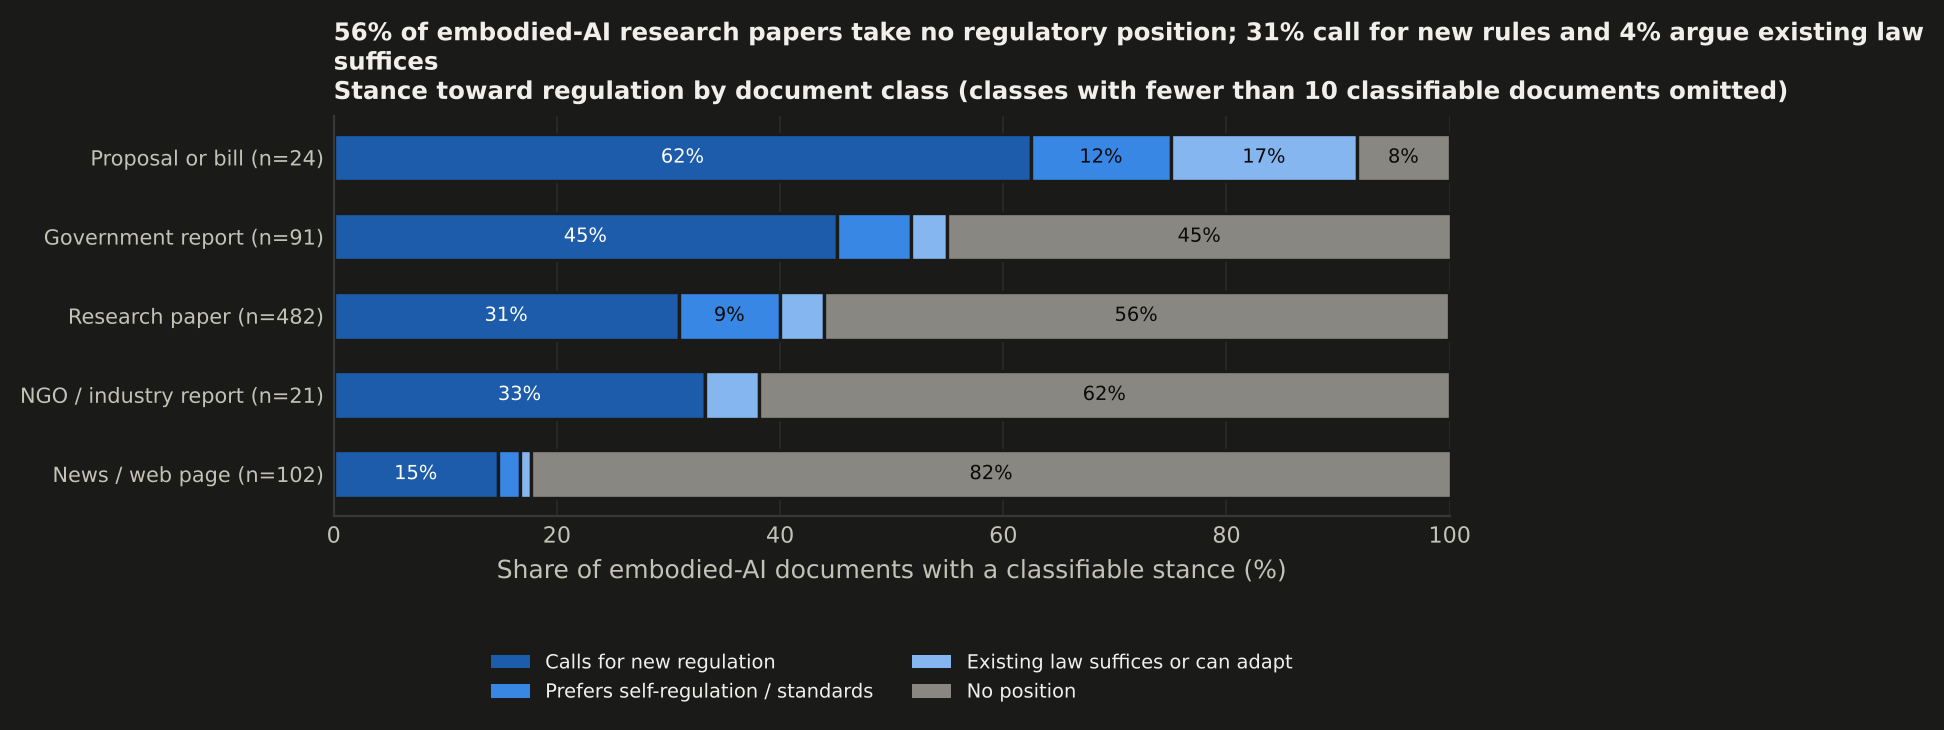 56% of embodied-AI research papers take no regulatory position; 31% call for new rules and 4% argue existing law
suffices
Stance toward regulation by document class (classes with fewer than 10 classifiable documents omitted)
Proposal or bill (n=24)
62%
12%
17%
8%
Government report (n=91)
45%
45%
Research paper (n=482)
31%
9%
56%
NGO / industry report (n=21)
33%
62%
News / web page (n=102)
15%
82%
0
20
40
60
80
100
Share of embodied-AI documents with a classifiable stance (%)
Calls for new regulation
Prefers self-regulation / standards
Existing law suffices or can adapt
No position